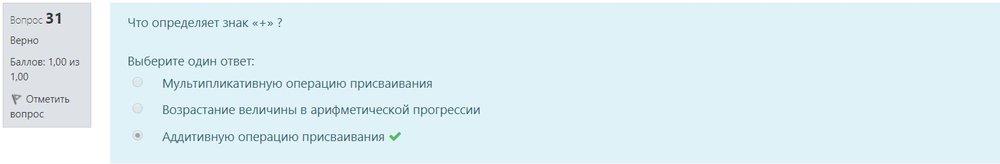 Вопрос 31
Верно
Баллов: 1,00 из
1,00
Отметить
вопрос
Что определяет знак «+» ?
Выберите один ответ:
Мультипликативную операцию присваивания
Возрастание величины в арифметической прогрессии
Аддитивную операцию присваивания